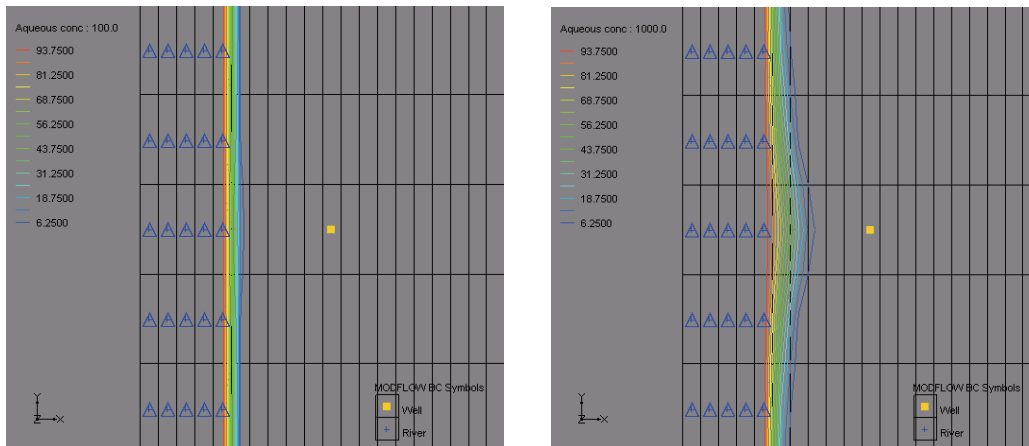 Aqueous conc : 100.0
93.7500
81.2500
68.7500
56.2500
43.7500
31.2500
18.7500
6.2500
Y
Z X
MODFLOW BC Symbols
Well
River
Aqueous conc : 1000.0
93.7500
81.2500
68.7500
56.2500
43.7500
31.2500
18.7500
6.2500
Y
Z X
MODFLOW BC Symbols
Well
River